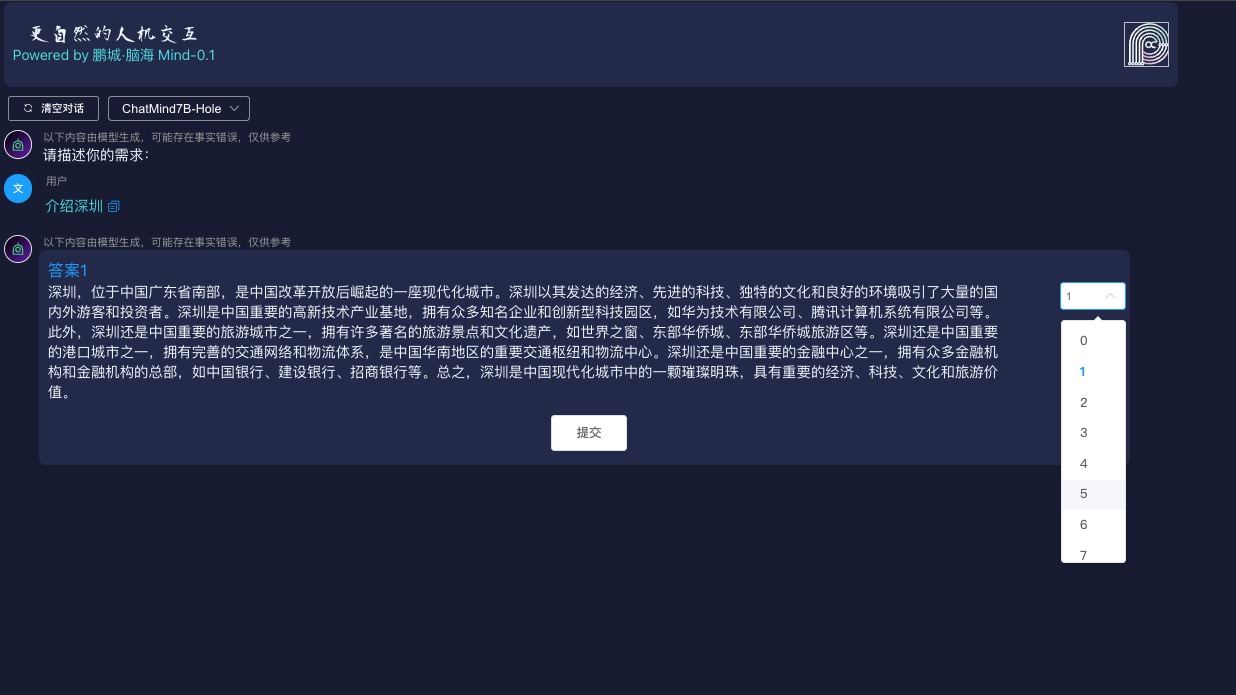 更自然的人机交互
Powered by 鹏城·脑海 Mind-0.1
清空对话
ChatMind7B-Hole
以下内容由模型生成，可能存在事实错误，仅供参考
请描述你的需求：
文
用户
介绍深圳
以下内容由模型生成，可能存在事实错误，仅供参考
答案1
深圳，位于中国广东省南部，是中国改革开放后崛起的一座现代化城市。深圳以其发达的经济、先进的科技、独特的文化和良好的环境吸引了大量的国
内外游客和投资者。深圳是中国重要的高新技术产业基地，拥有众多知名企业和创新型科技园区，如华为技术有限公司、腾讯计算机系统有限公司等。
此外，深圳还是中国重要的旅游城市之一，拥有许多著名的旅游景点和文化遗产，如世界之窗、东部华侨城、东部华侨城旅游区等。深圳还是中国重要
的港口城市之一，拥有完善的交通网络和物流体系，是中国华南地区的重要交通枢纽和物流中心。深圳还是中国重要的金融中心之一，拥有众多金融机
构和金融机构的总部，如中国银行、建设银行、招商银行等。总之，深圳是中国现代化城市中的一颗璀璨明珠，具有重要的经济、科技、文化和旅游价
值。
1
0
1
2
3
4
5
6
7
提交